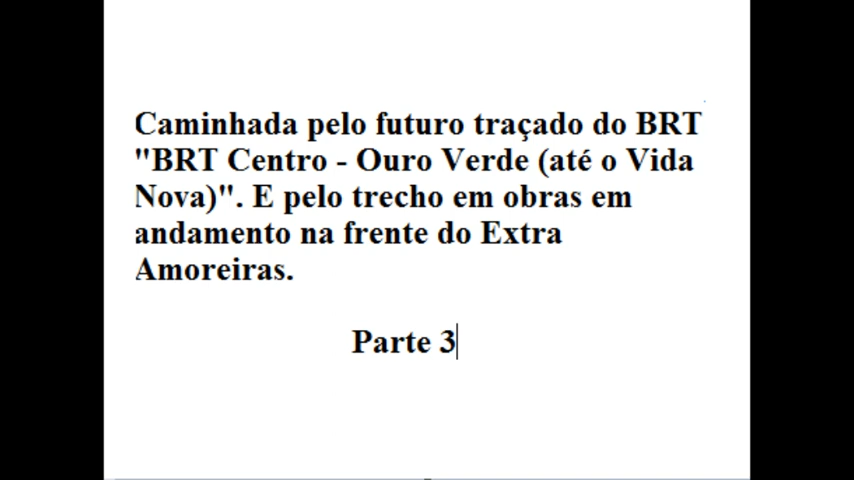 Caminhada pelo futuro traçado do BRT
"BRT Centro - Ouro Verde (até o Vida
Nova)". E pelo trecho em obras em
andamento na frente do Extra
Amoreiras.
Parte 3